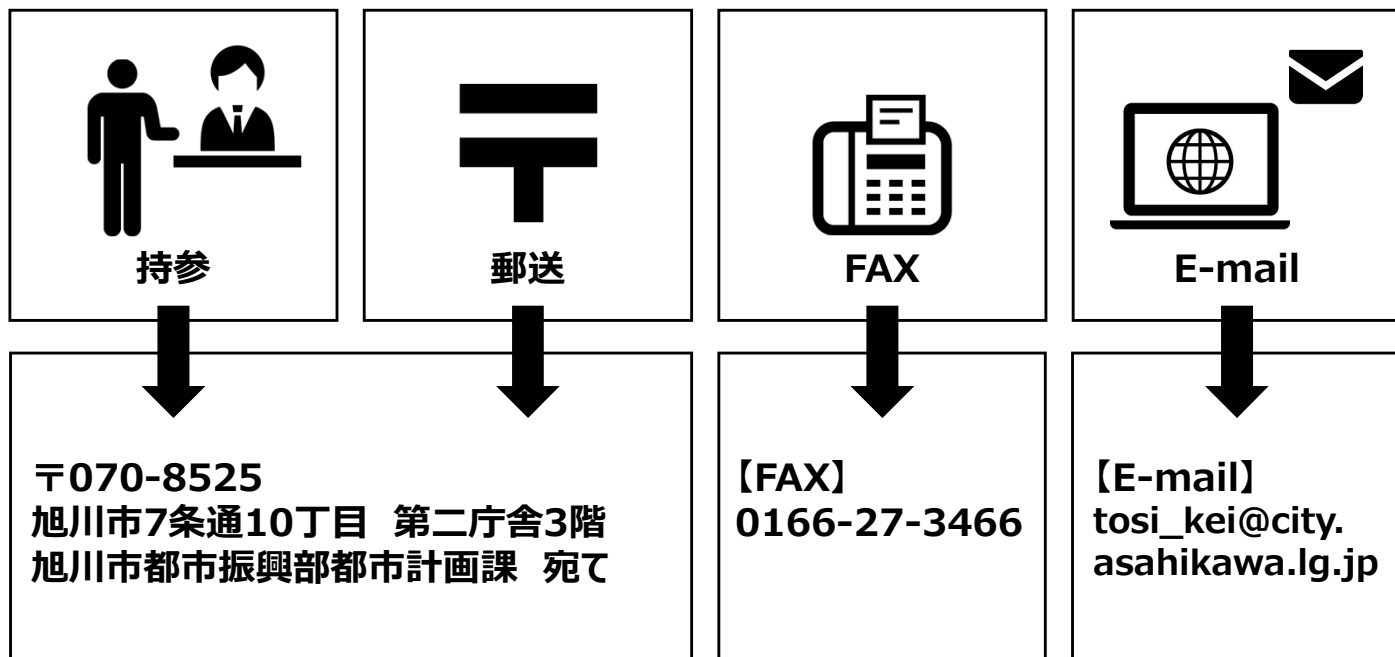 持参
郵送
FAX
E-mail
〒070-8525
旭川市7条通10丁目 第二庁舎3階
旭川市都市振興部都市計画課 宛て
【FAX】
0166-27-3466
【E-mail】
tosi_kei@city.
asahikawa.lg.jp